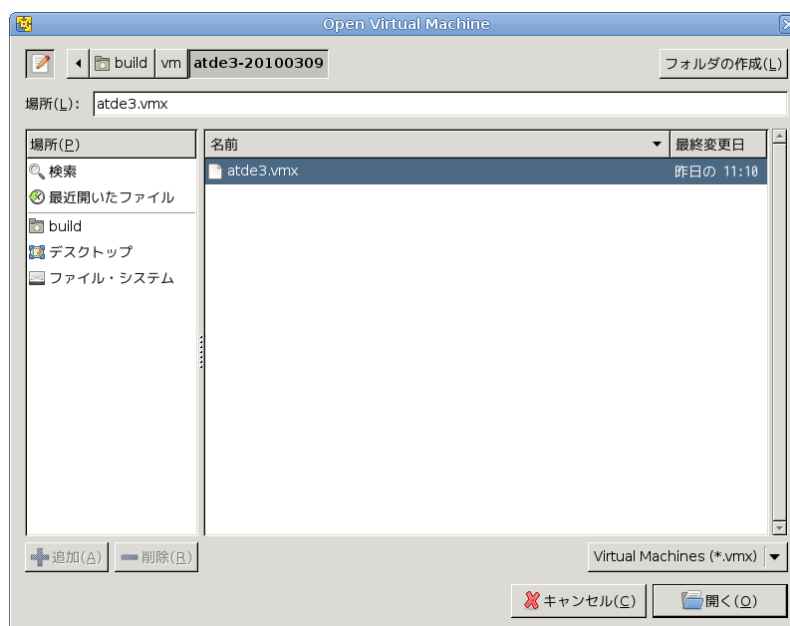 Open Virtual Machine
build vm atde3-20100309 フォルダの作成(L)
場所(L): atde3.vmx
場所(P) 名前 最終変更日
検索 atde3.vmx 昨日の 11:10
最近開いたファイル
build
デスクトップ
ファイル・システム
追加(A) 削除(R) Virtual Machines (*.vmx)
キャンセル(C) 開く(O)